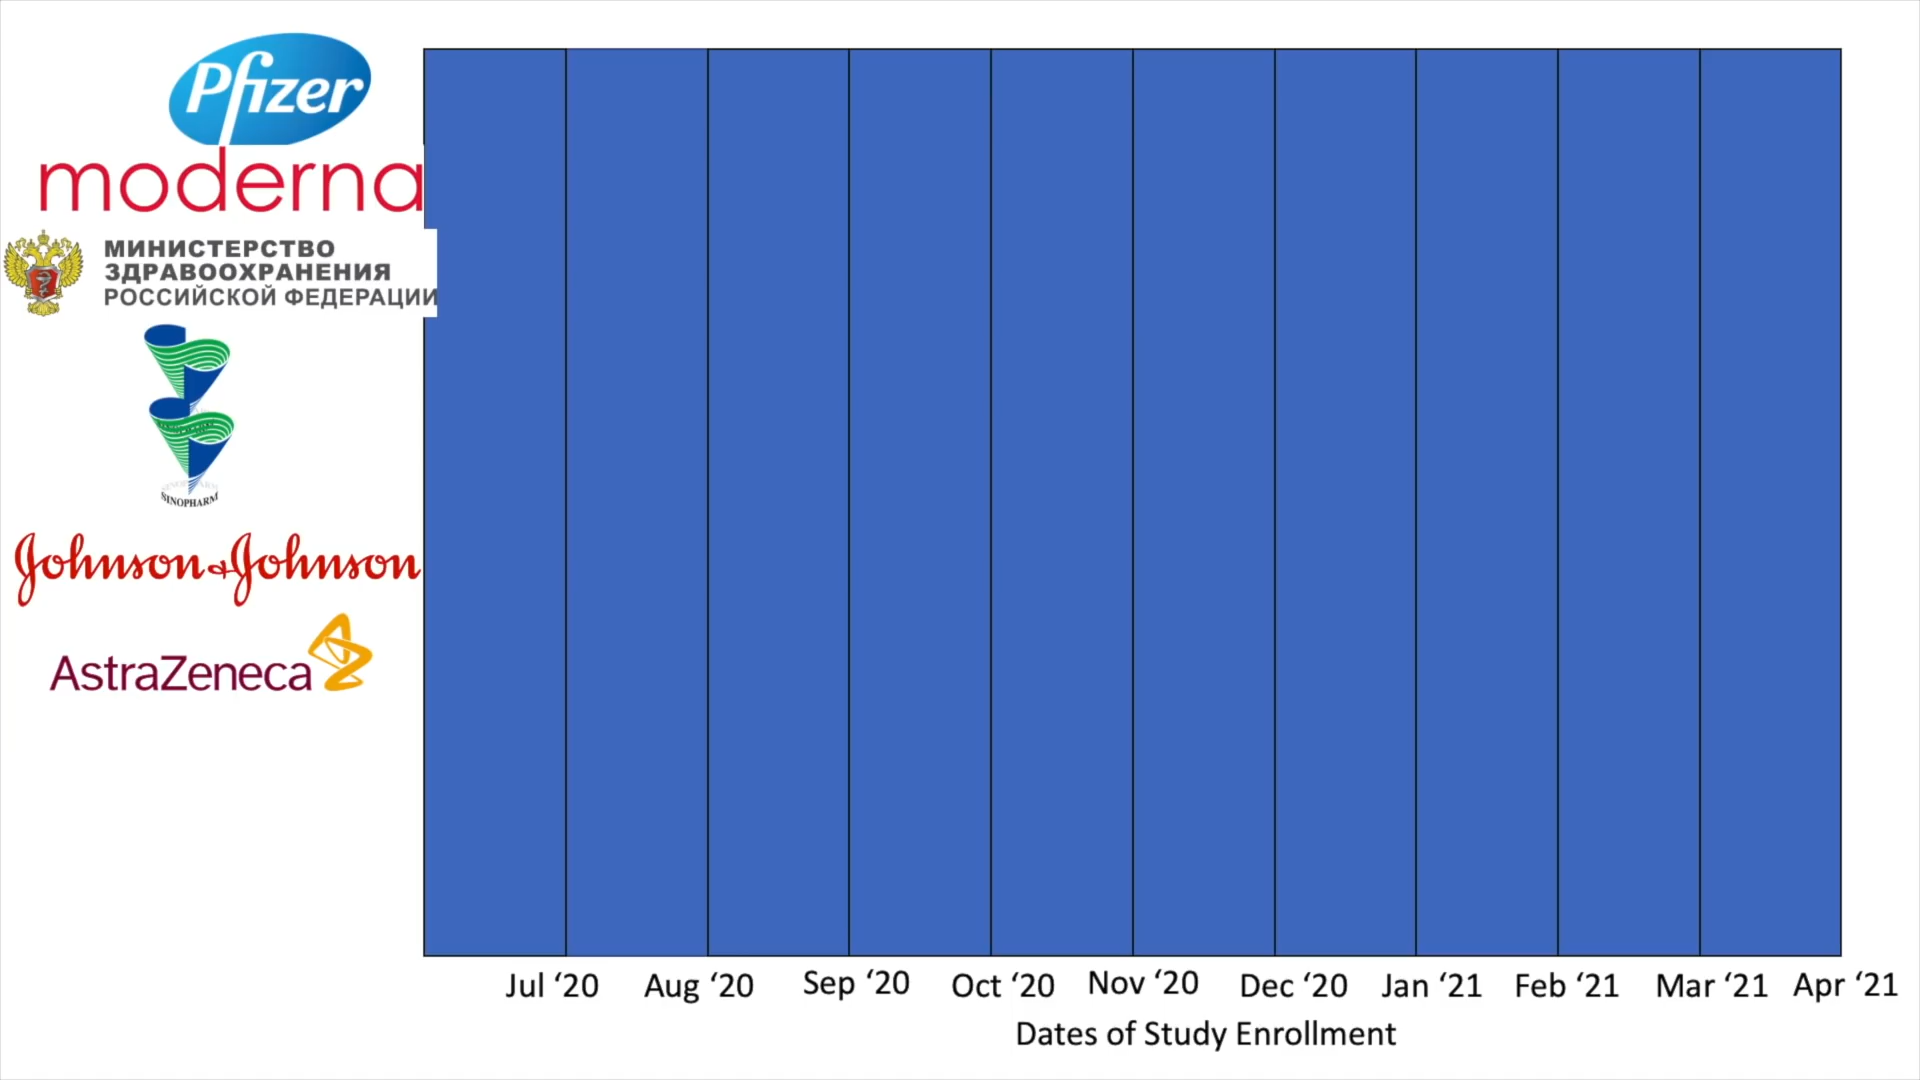 Pfizer
moderna
МИНИСТЕРСТВО
ЗДРАВООХРАНЕНИЯ
РОССИЙСКОЙ ФЕДЕРАЦИИ
SINOPHARM
Johnson & Johnson
AstraZeneca
Jul ‘20 Aug ‘20 Sep ‘20 Oct ‘20 Nov ‘20 Dec ‘20 Jan ‘21 Feb ‘21 Mar ‘21 Apr ‘21
Dates of Study Enrollment